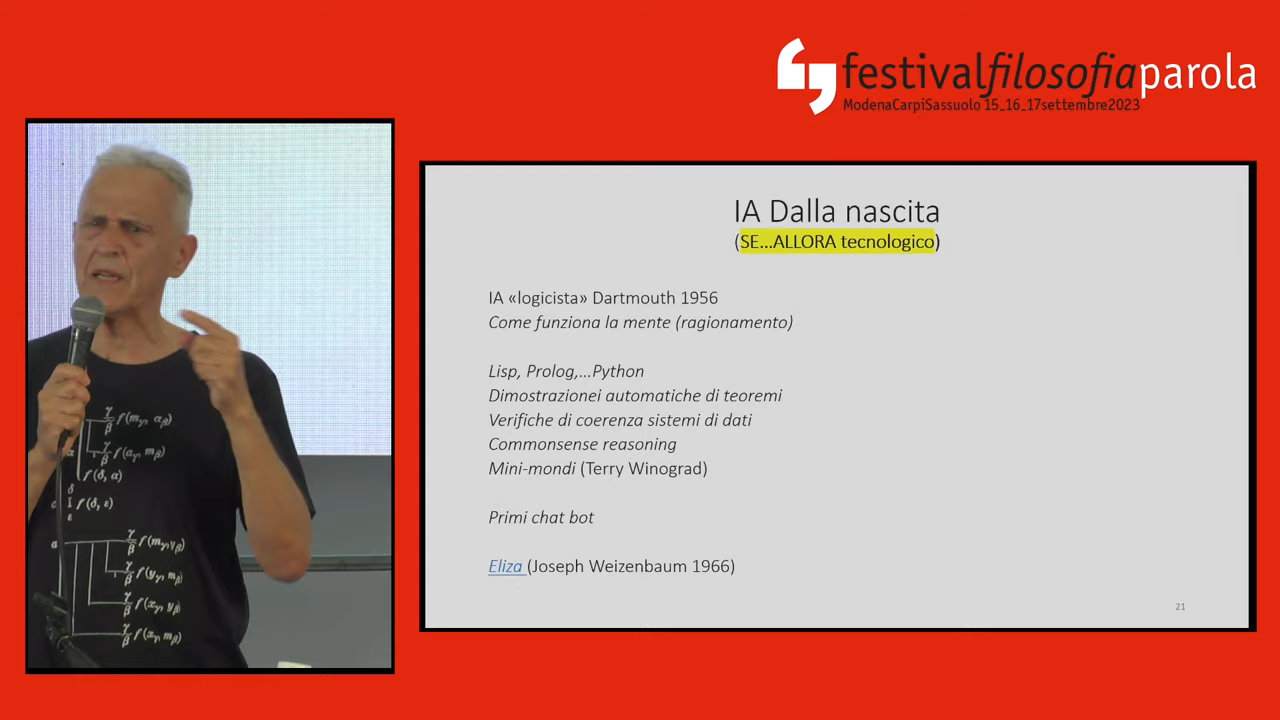 festivalfilosofiaparola
ModenaCarpiSassuolo 15_16_17settembre2023
IA Dalla nascita
(SE...ALLORA tecnologico)
IA «logicista» Dartmouth 1956
Come funziona la mente (ragionamento)
Lisp, Prolog,...Python
Dimostrazionei automatiche di teoremi
Verifiche di coerenza sistemi di dati
Commonsense reasoning
Mini-mondi (Terry Winograd)
Primi chat bot
Eliza (Joseph Weizenbaum 1966)
21